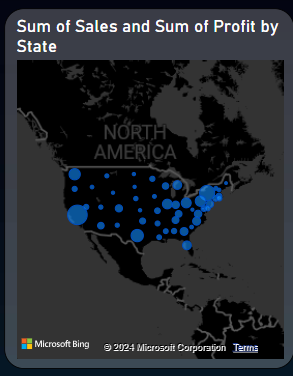 Sum of Sales and Sum of Profit by
State
NORTH
AMERICA
Microsoft Bing
© 2024 Microsoft Corporation Terms